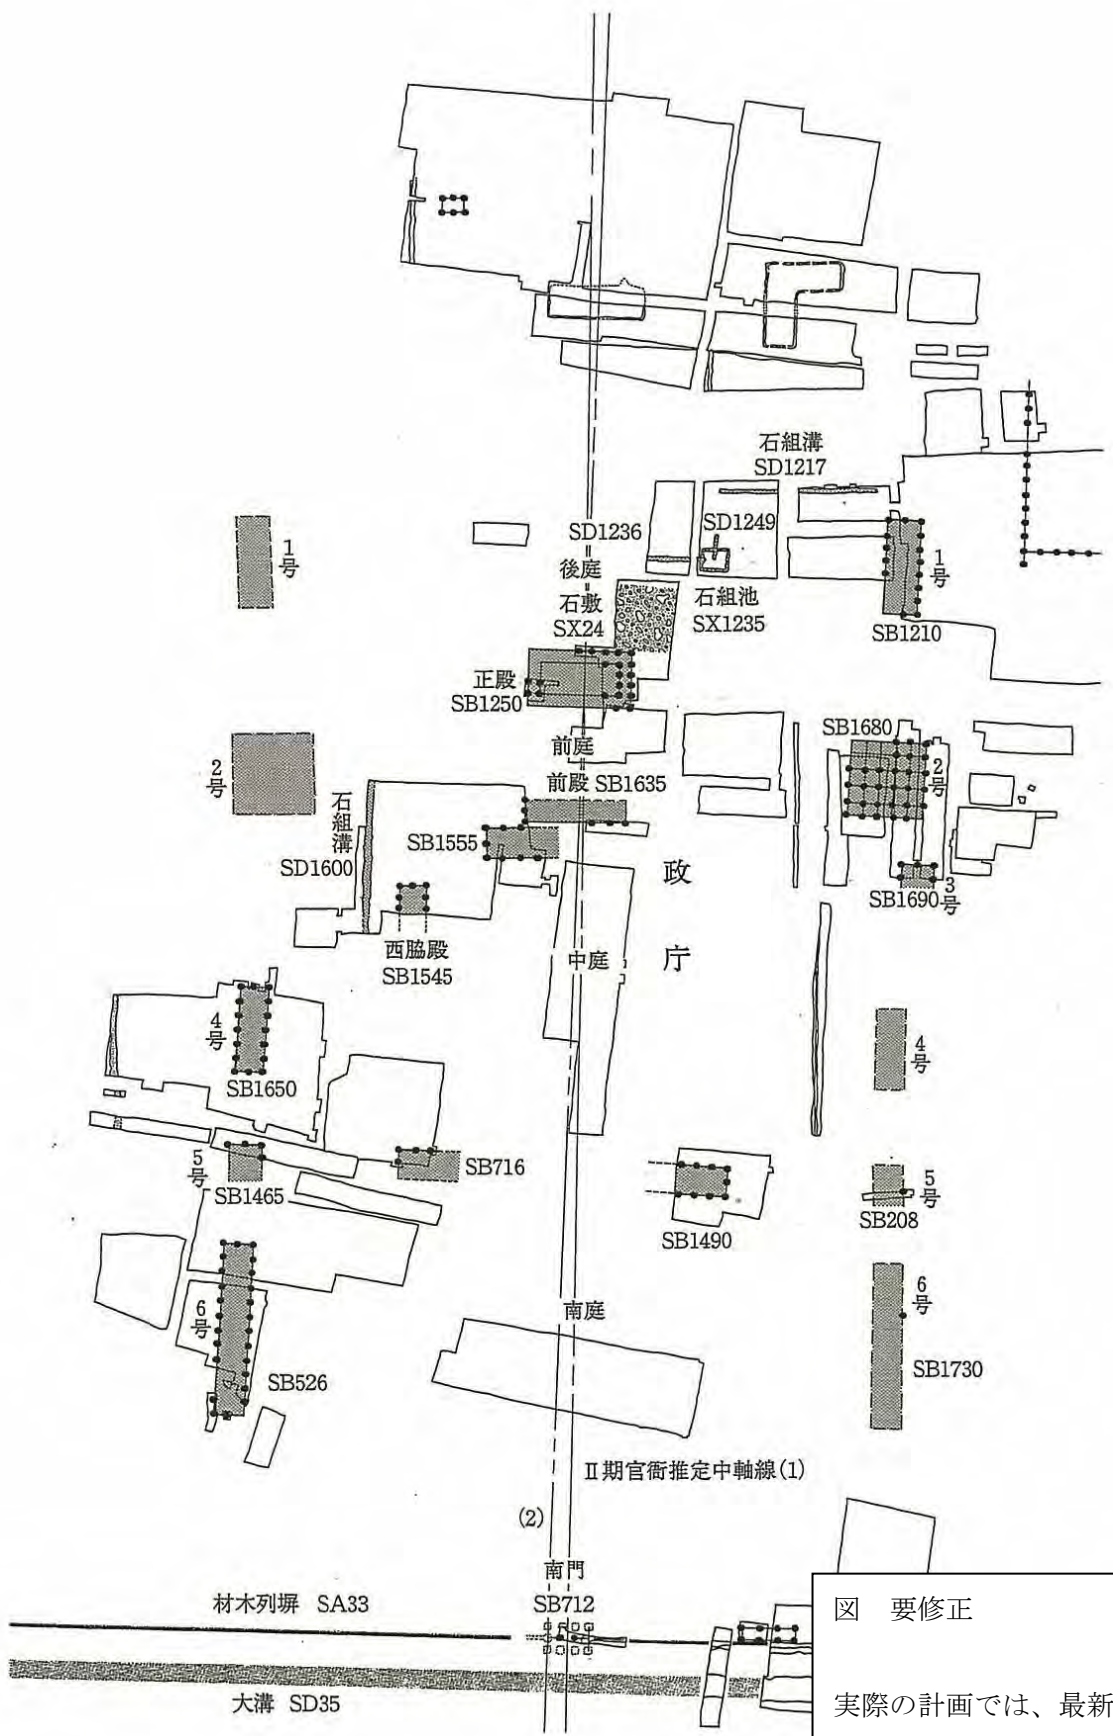 石組溝
SD1217
SD1236
SD1249
後庭
石敷
SX24
石組池
SX1235
1号
1号
SB1210
正殿
SB1250
前庭
前殿 SB1635
SB1680
2号
2号
石組溝
SD1600
SB1555
政庁
SB1690
3号
西脇殿
SB1545
中庭
4号
SB1650
4号
5号
SB1465
SB716
SB1490
5号
SB208
6号
SB526
南庭
6号
SB1730
Ⅱ期官衙推定中軸線(1)
(2)
南門
SB712
材木列塀 SA33
大溝 SD35
図 要修正
実際の計画では、最新